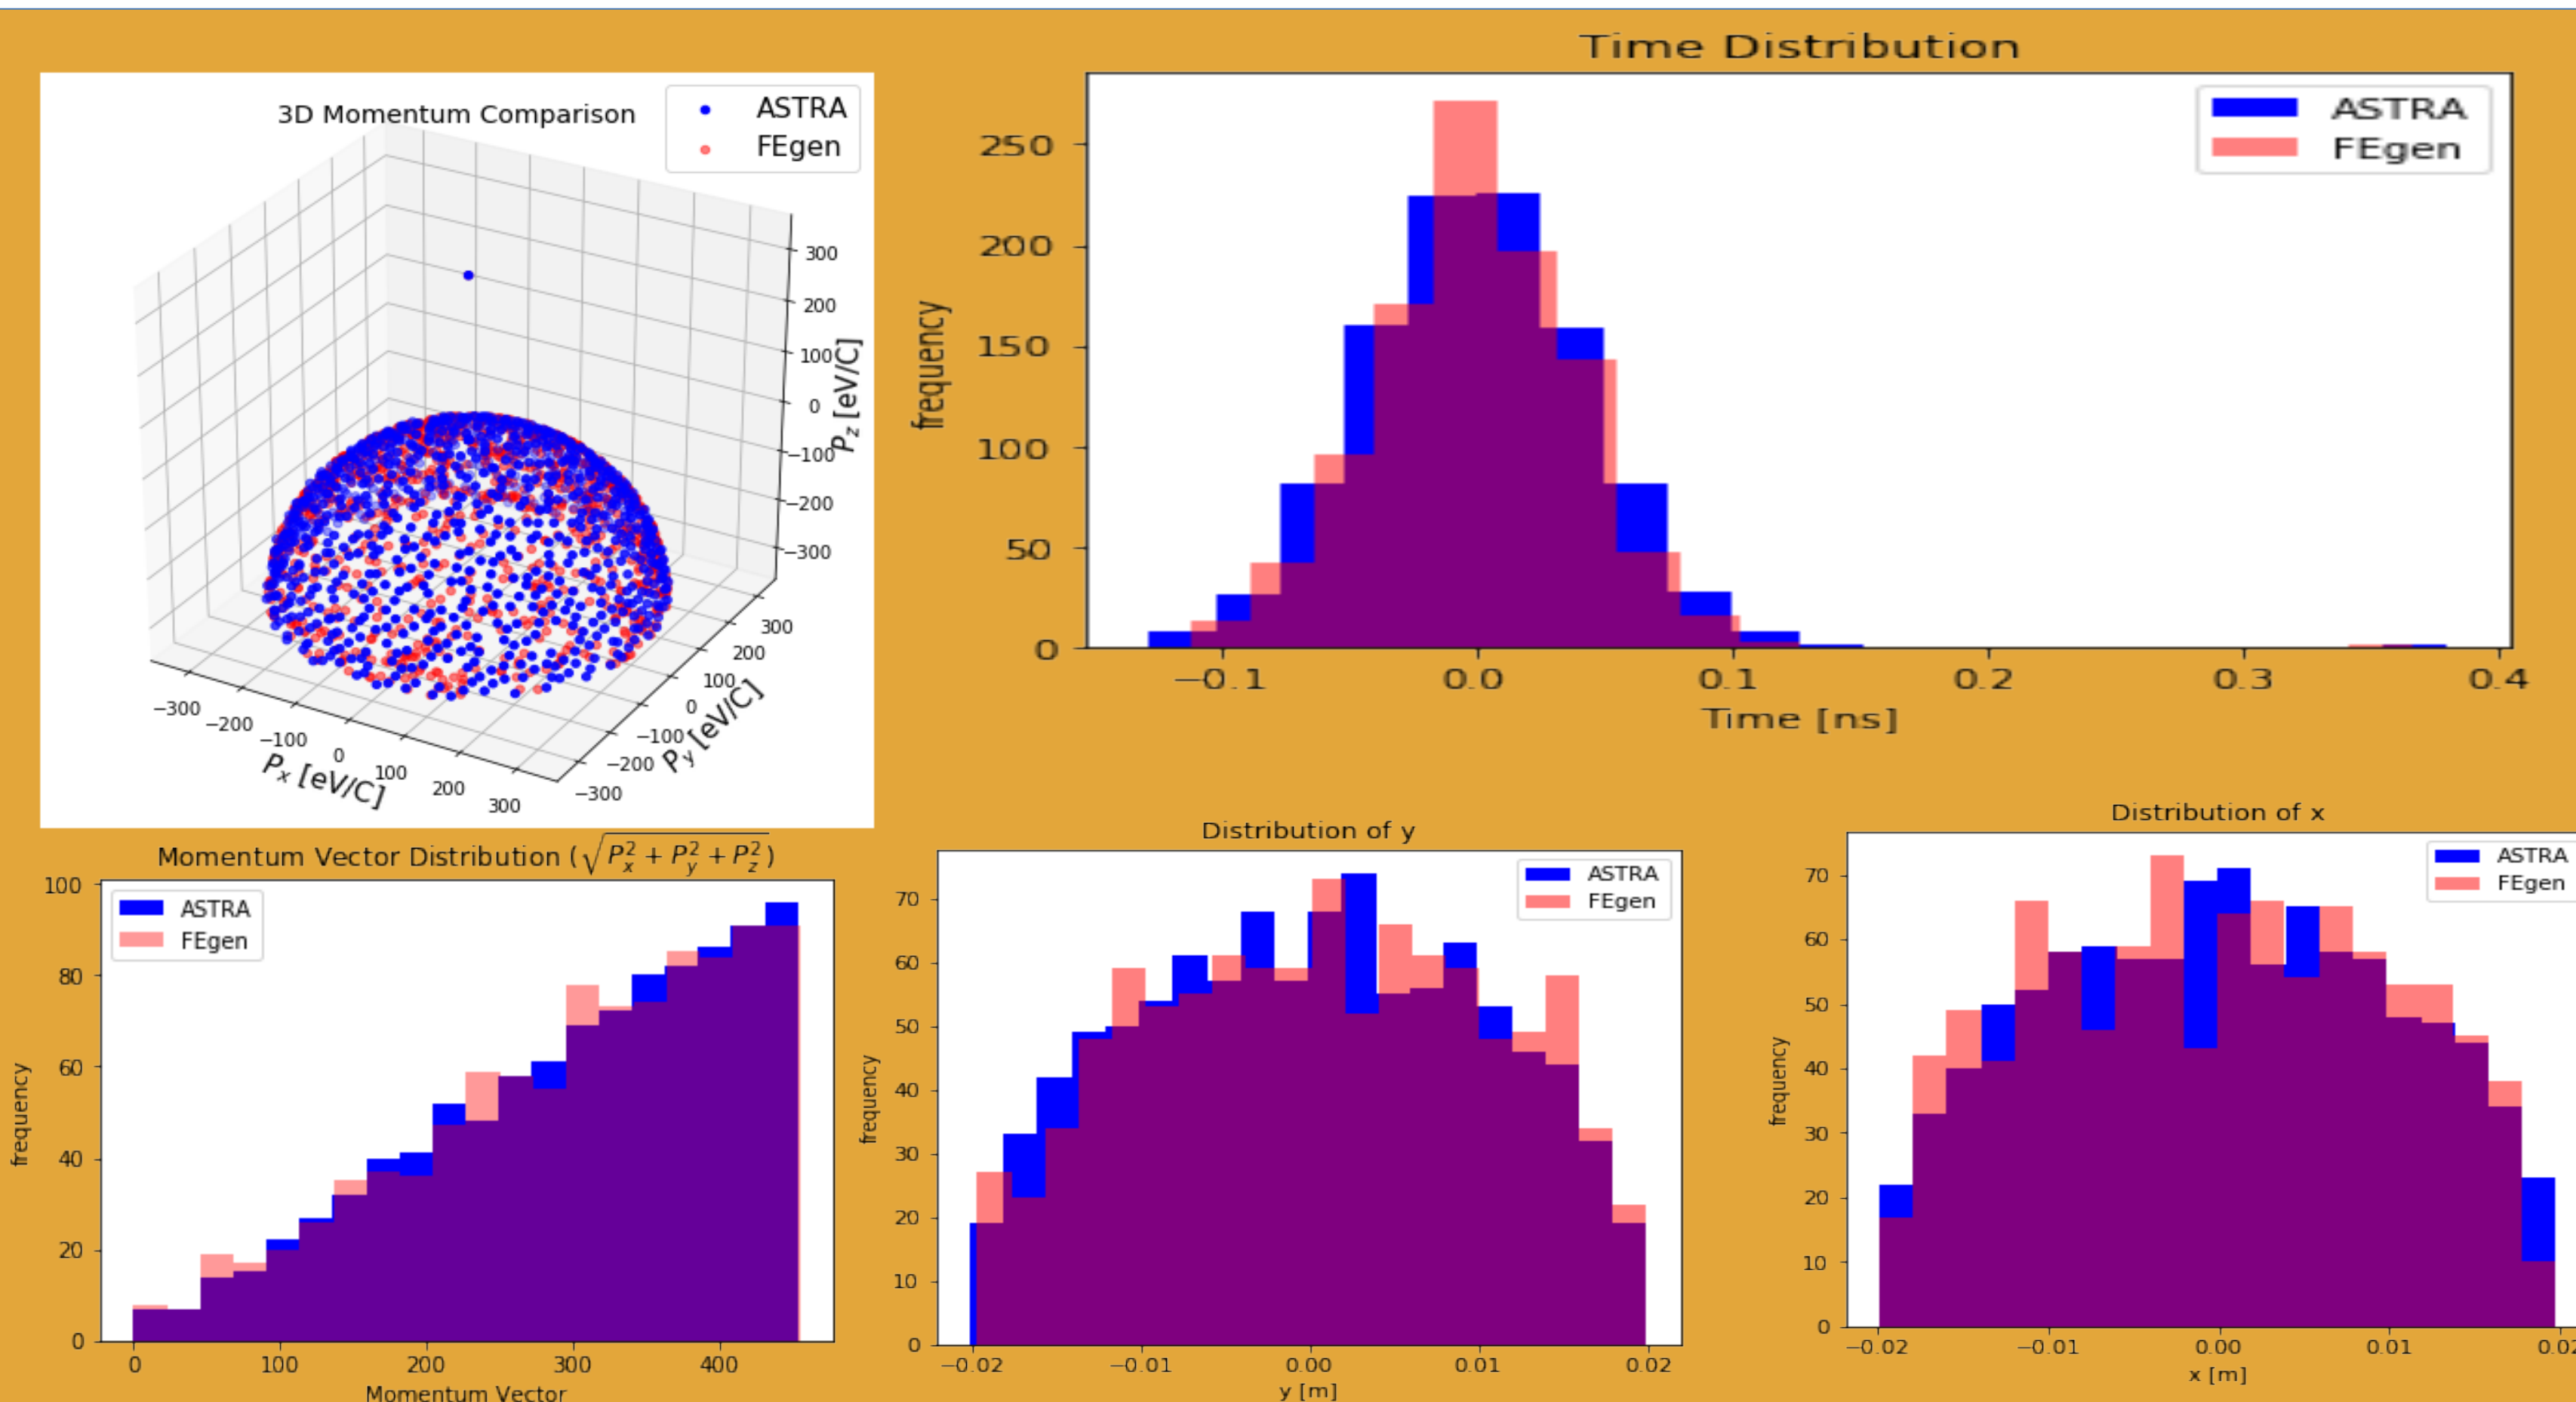 3D Momentum Comparison
ASTRA
FEgen
300
200
100
0
−100
−200
−300
P_z [eV/C]
−300
−200
−100
0
100
200
300
P_x [eV/C]
300
200
100
0
−100
−200
−300
P_y [eV/C]
Time Distribution
ASTRA
FEgen
250
200
150
100
50
0
frequency
−0.1 0.0 0.1 0.2 0.3 0.4
Time [ns]
Momentum Vector Distribution (√P_x^2 + P_y^2 + P_z^2)
ASTRA
FEgen
100
80
60
40
20
0
frequency
0 100 200 300 400
Momentum Vector
Distribution of y
ASTRA
FEgen
70
60
50
40
30
20
10
0
frequency
−0.02 −0.01 0.00 0.01 0.02
y [m]
Distribution of x
ASTRA
FEgen
70
60
50
40
30
20
10
0
frequency
−0.02 −0.01 0.00 0.01
x [m]